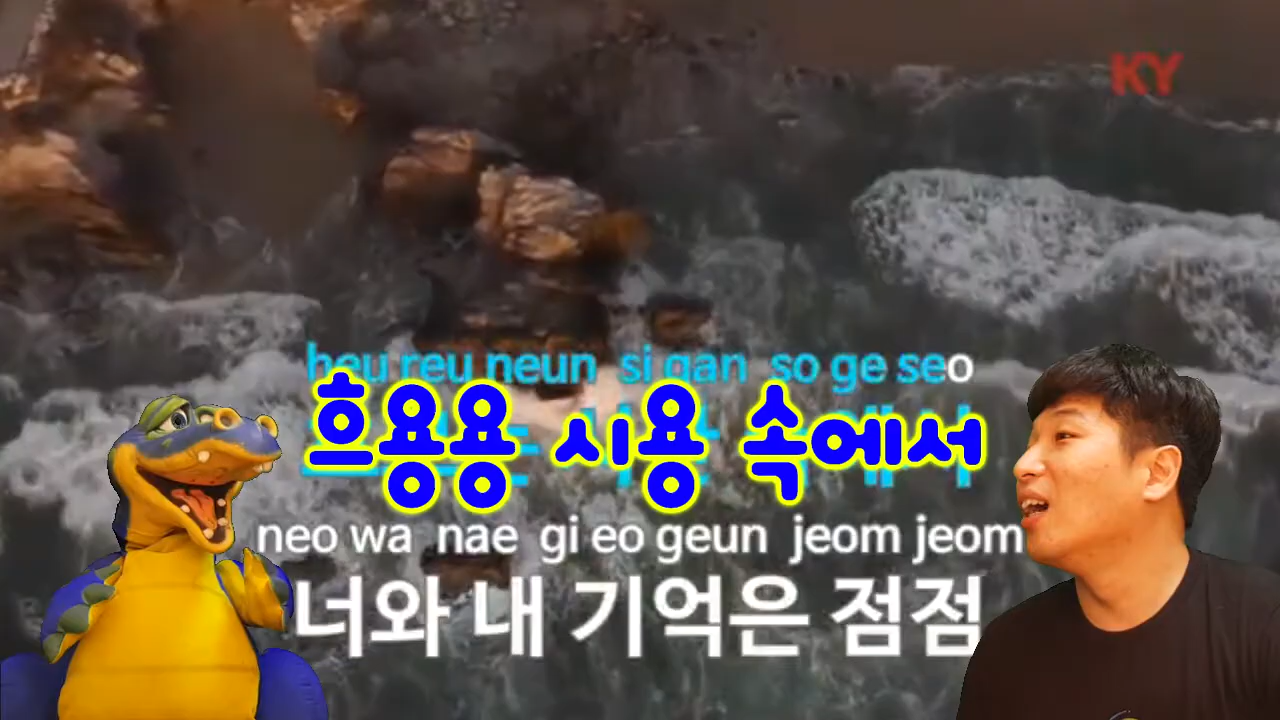 KY
heu reu neun si gan so ge seo
흐용용 시용 속에서
neo wa nae gi eo geun jeom jeom
너와 내 기억은 점점